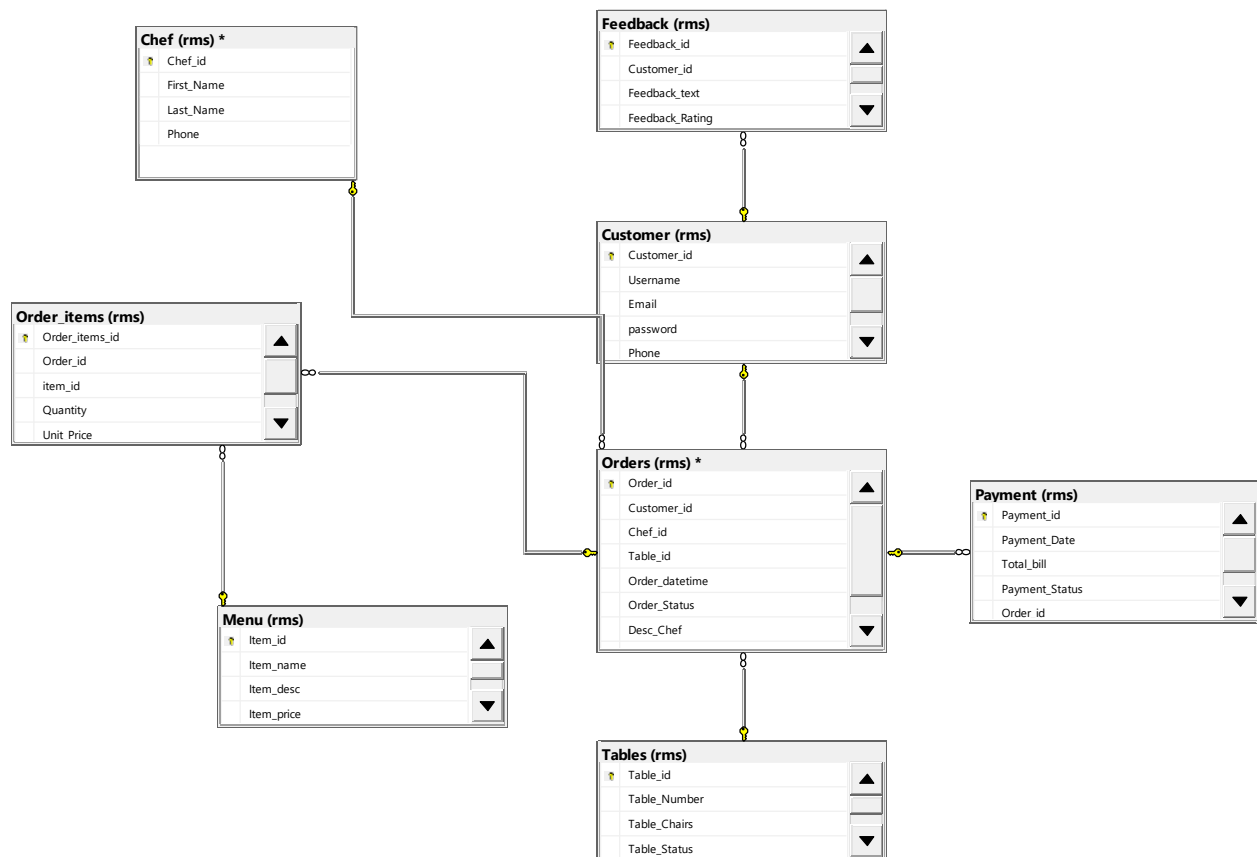 Chef (rms) *
Chef_id
First_Name
Last_Name
Phone
Feedback (rms)
Feedback_id
Customer_id
Feedback_text
Feedback_Rating
Customer (rms)
Customer_id
Username
Email
password
Phone
Order_items (rms)
Order_items_id
Order_id
item_id
Quantity
Unit_Price
Orders (rms) *
Order_id
Customer_id
Chef_id
Table_id
Order_datetime
Order_Status
Desc_Chef
Payment (rms)
Payment_id
Payment_Date
Total_bill
Payment_Status
Order_id
Menu (rms)
Item_id
Item_name
Item_desc
Item_price
Tables (rms)
Table_id
Table_Number
Table_Chairs
Table_Status